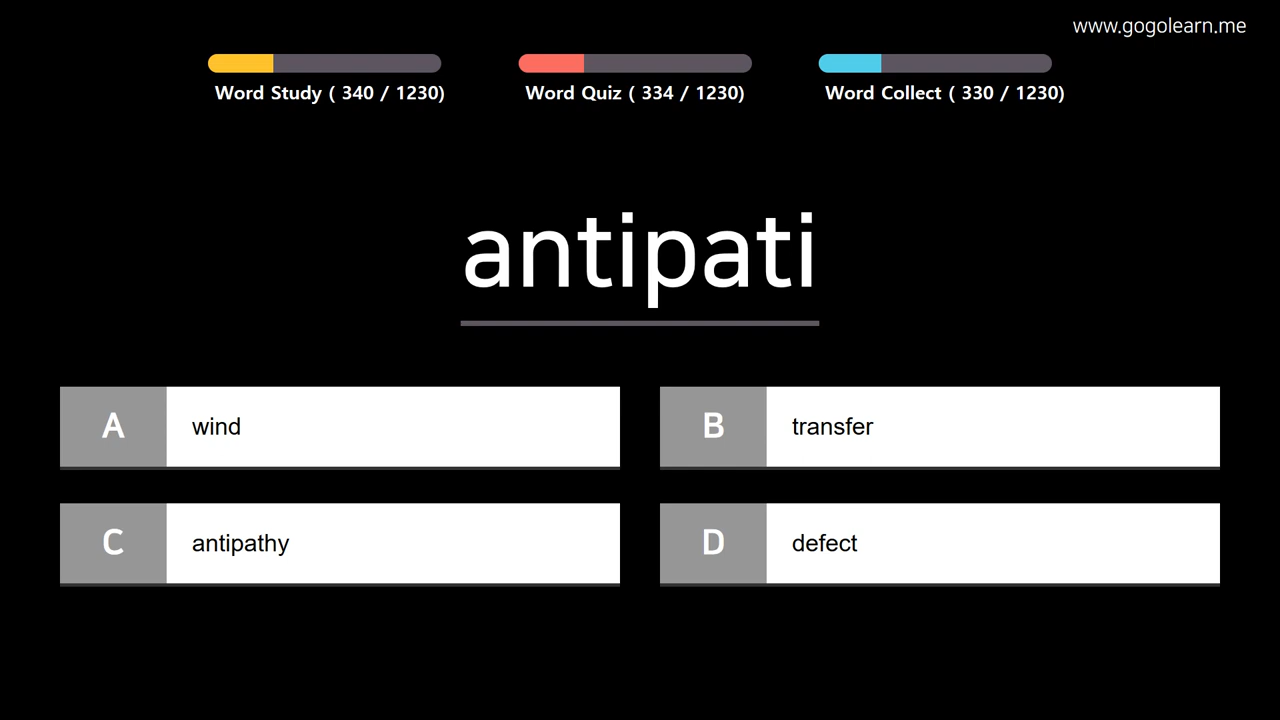 www.gogolearn.me
Word Study ( 340 / 1230)
Word Quiz ( 334 / 1230)
Word Collect ( 330 / 1230)
antipati
A wind
B transfer
C antipathy
D defect